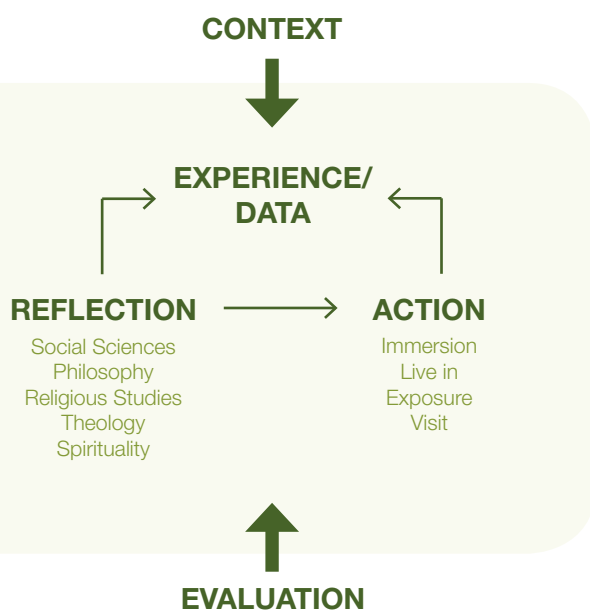 CONTEXT
EXPERIENCE/
DATA
REFLECTION
Social Sciences
Philosophy
Religious Studies
Theology
Spirituality
ACTION
Immersion
Live in
Exposure
Visit
EVALUATION